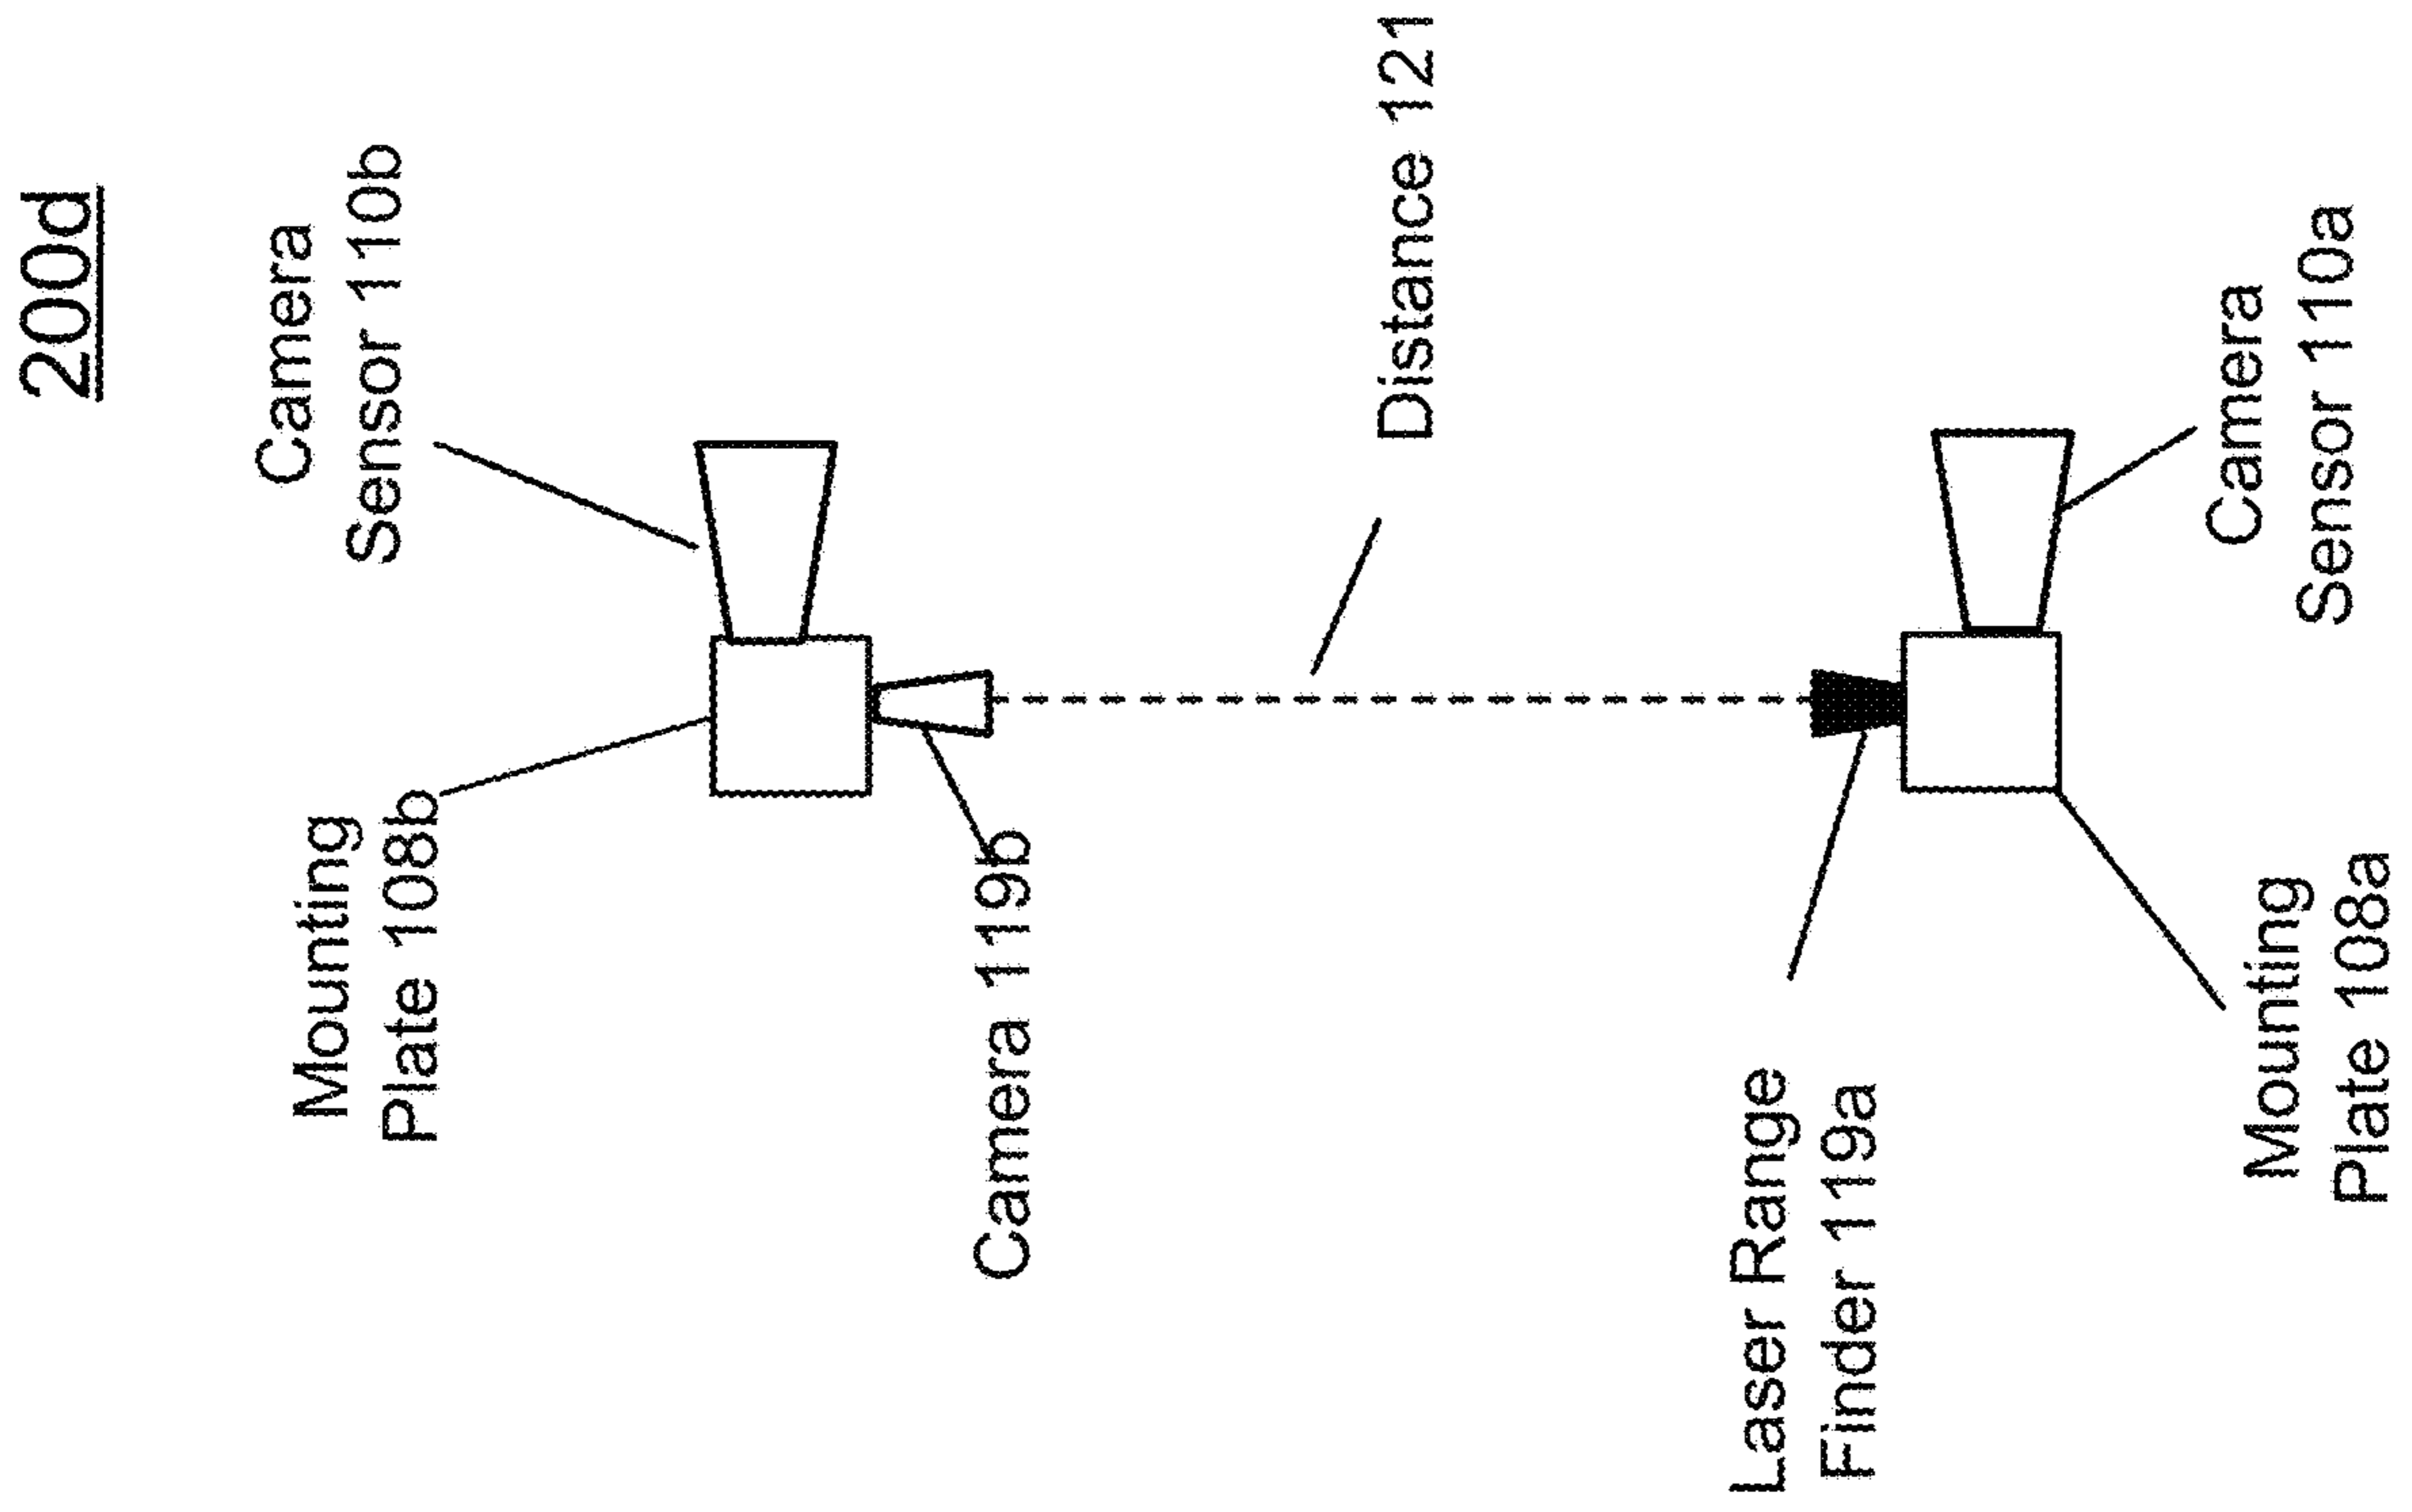 200d
Camera
Sensor 110b
Mounting
Plate 108b
Camera 119b
Distance 121
Laser Range
Finder 119a
Camera
Sensor 110a
Mounting
Plate 108a